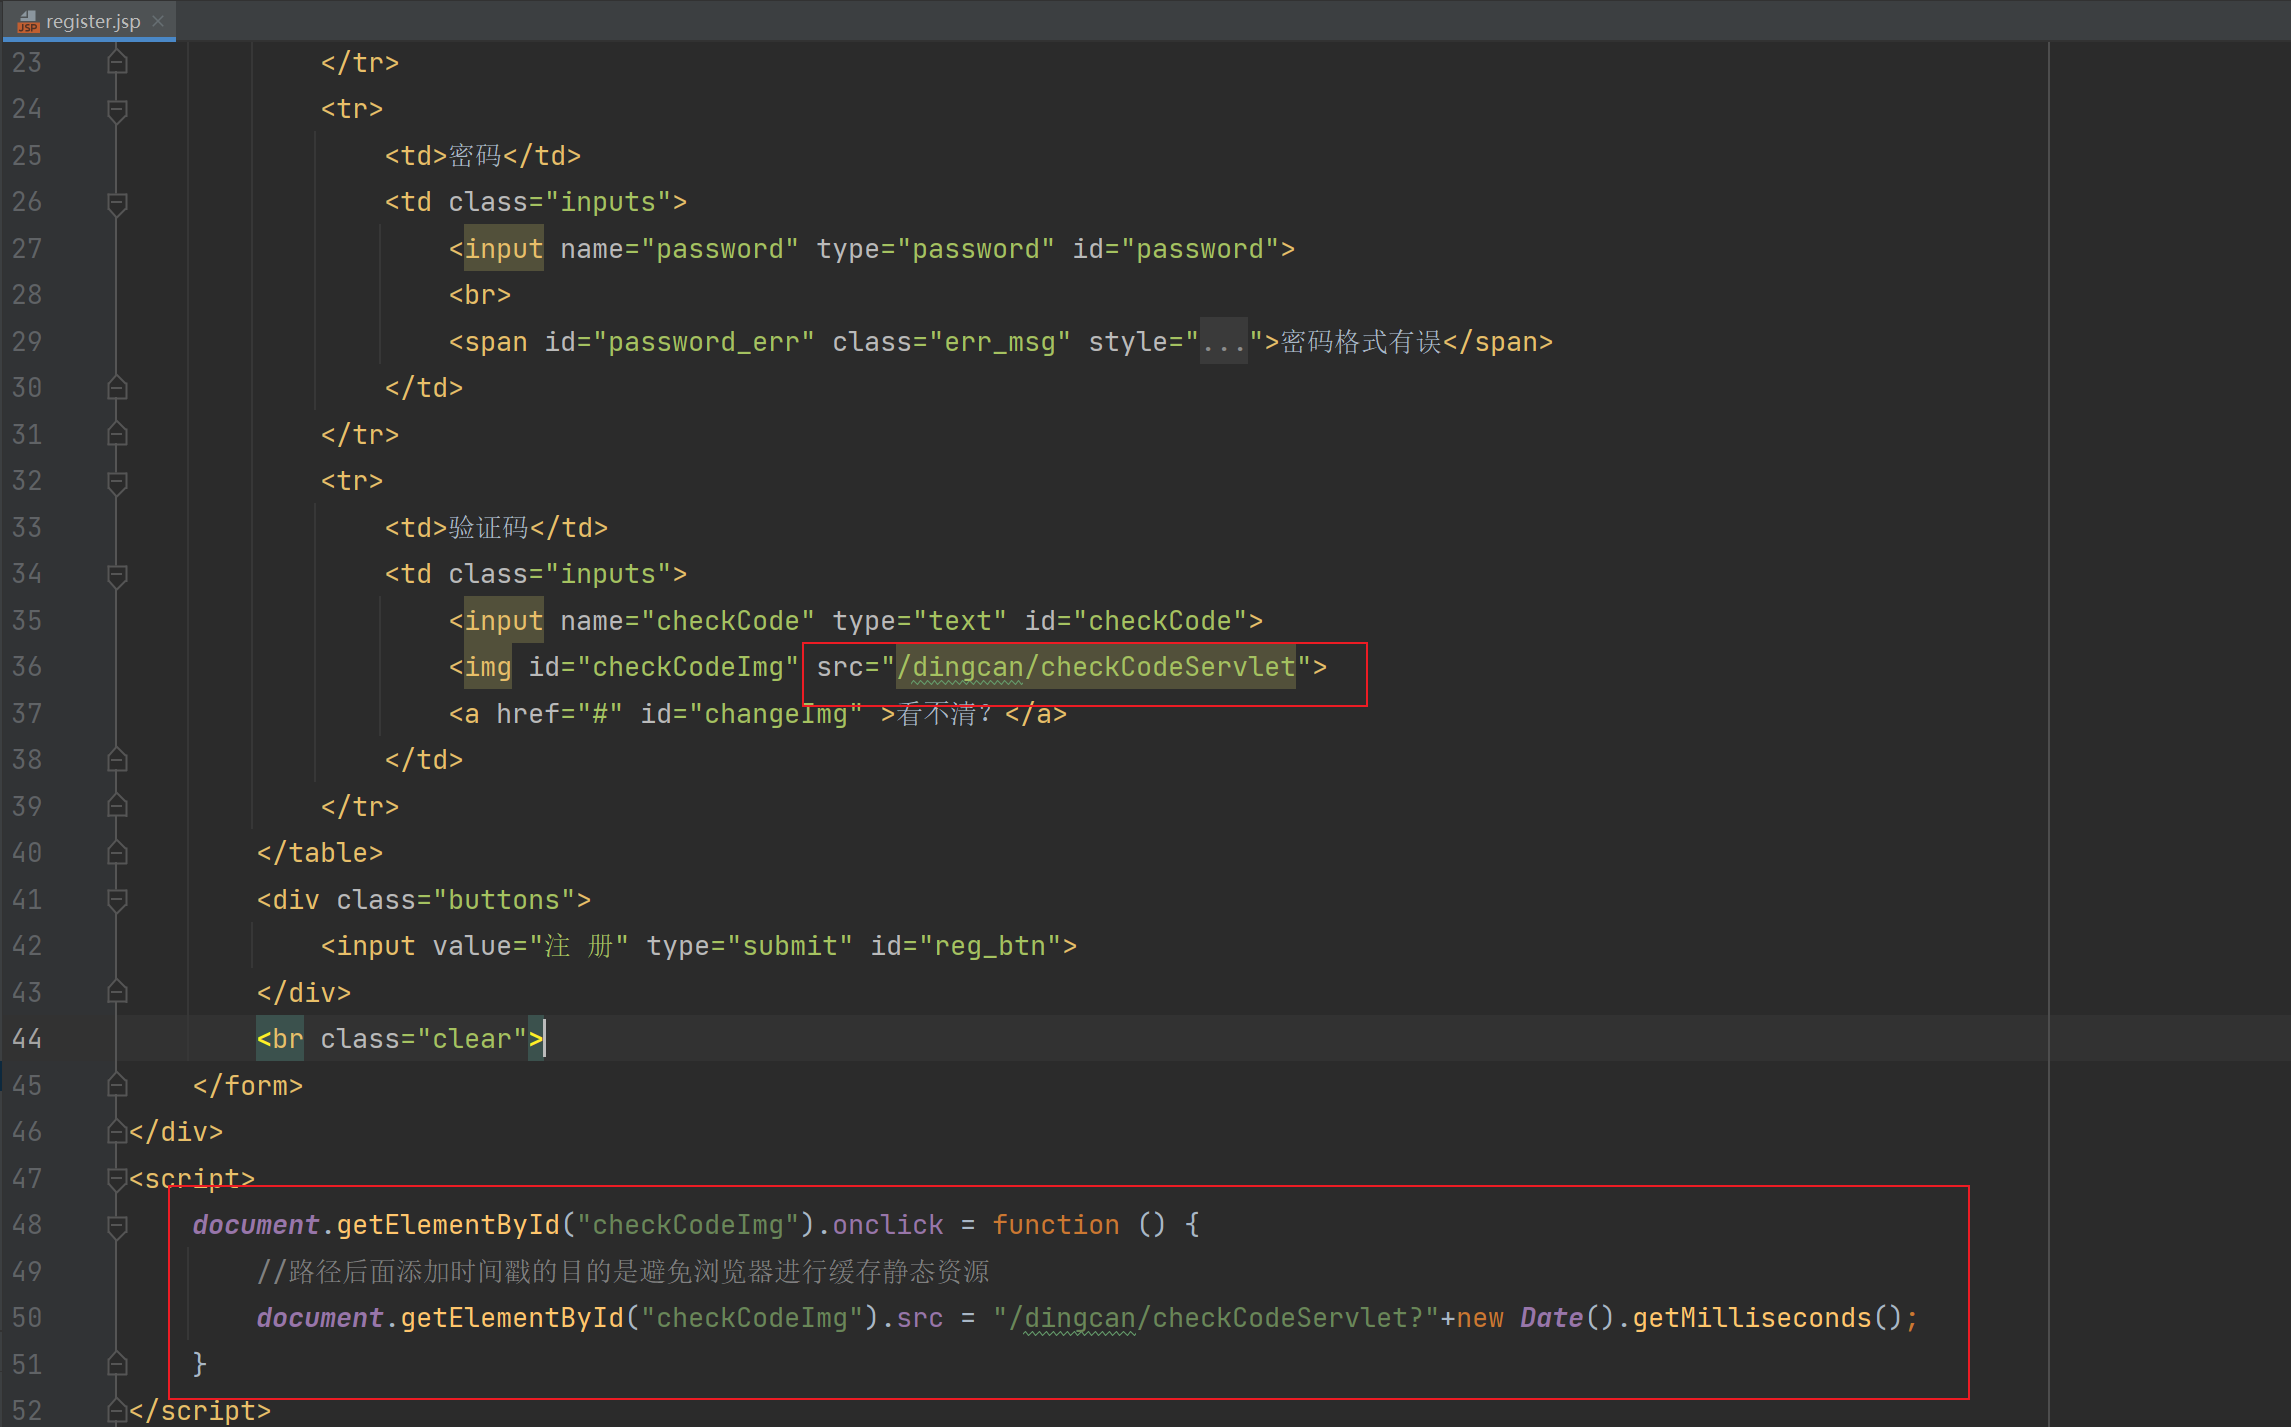 register.jsp
23 </tr>
24 <tr>
25 <td>密码</td>
26 <td class="inputs">
27 <input name="password" type="password" id="password">
28 <br>
29 <span id="password_err" class="err_msg" style="...">密码格式有误</span>
30 </td>
31 </tr>
32 <tr>
33 <td>验证码</td>
34 <td class="inputs">
35 <input name="checkCode" type="text" id="checkCode">
36 <img id="checkCodeImg" src="/dingcan/checkCodeServlet">
37 <a href="#" id="changeImg" >看不清？</a>
38 </td>
39 </tr>
40 </table>
41 <div class="buttons">
42 <input value="注 册" type="submit" id="reg_btn">
43 </div>
44 <br class="clear">
45 </form>
46 </div>
47 <script>
48 document.getElementById("checkCodeImg").onclick = function () {
49 //路径后面添加时间戳的目的是避免浏览器进行缓存静态资源
50 document.getElementById("checkCodeImg").src = "/dingcan/checkCodeServlet?"+new Date().getMilliseconds();
51 }
52 </script>